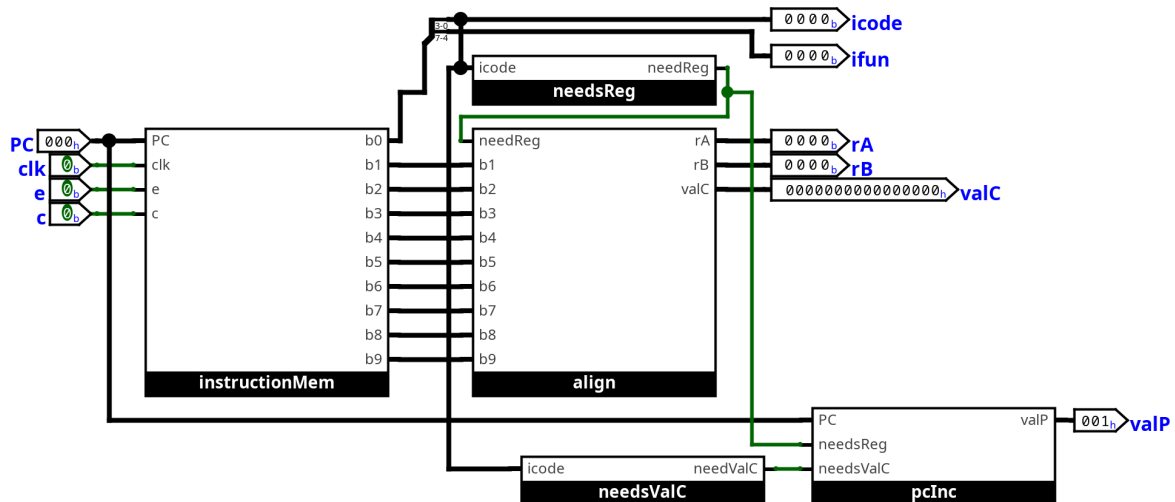 0000b icode
3-0
7-4
0000b ifun
icode needReg
needsReg
PC 000h
clk 0b
e 0b
c 0b
PC b0
clk b1
e b2
c b3
b4
b5
b6
b7
b8
b9
instructionMem
needReg rA
b1 rB
b2 valC
b3
b4
b5
b6
b7
b8
b9
align
0000b rA
0000b rB
0000000000000000h valC
PC valP
needsReg
needsValC
pcInc
001h valP
icode needValC
needsValC